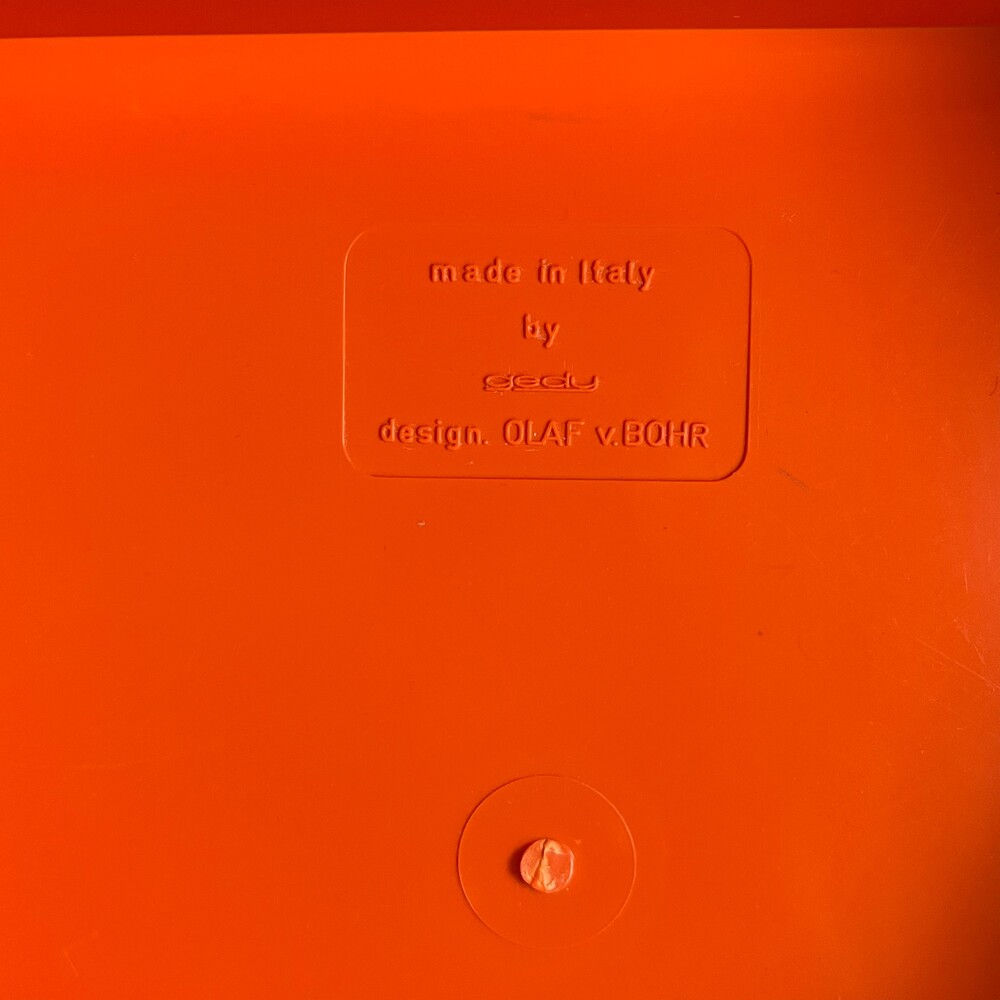 made in Italy
by
gedy
design. OLAF v.BOHR